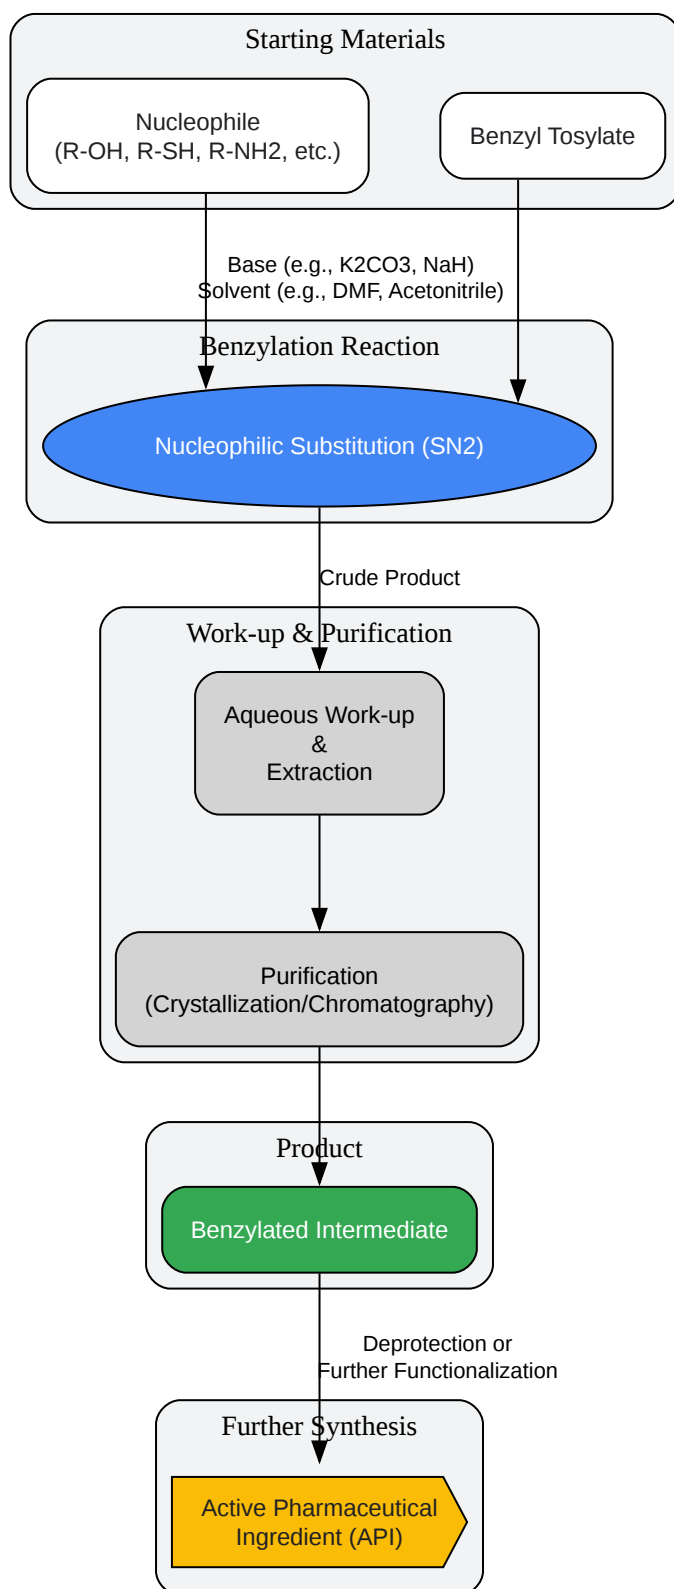 Starting Materials
Nucleophile
(R-OH, R-SH, R-NH2, etc.)
Benzyl Tosylate
Base (e.g., K2CO3, NaH)
Solvent (e.g., DMF, Acetonitrile)
Benzylation Reaction
Nucleophilic Substitution (SN2)
Crude Product
Work-up & Purification
Aqueous Work-up
&
Extraction
Purification
(Crystallization/Chromatography)
Product
Benzylated Intermediate
Deprotection or
Further Functionalization
Further Synthesis
Active Pharmaceutical
Ingredient (API)